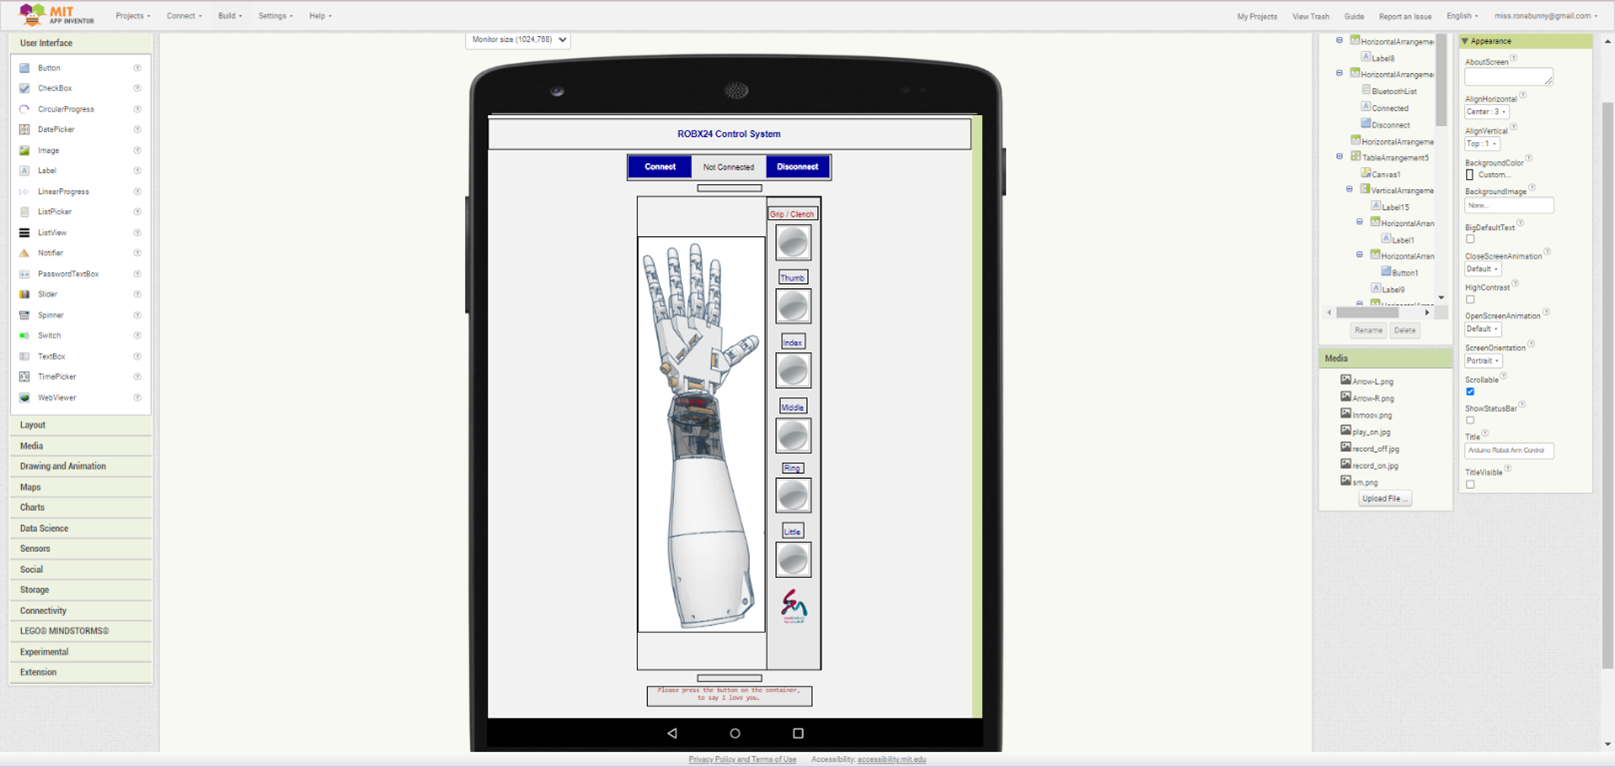 MIT
APP INVENTOR
Projects
Connect
Build
Settings
Help
My Projects
View Trash
Guide
Report an Issue
English
miss.ronabunny@gmail.com
User Interface
Button
CheckBox
CircularProgress
DatePicker
Image
Label
LinearProgress
ListPicker
ListView
Notifier
PasswordTextBox
Slider
Spinner
Switch
TextBox
TimePicker
WebViewer
Layout
Media
Drawing and Animation
Maps
Charts
Data Science
Sensors
Social
Storage
Connectivity
LEGO® MINDSTORMS®
Experimental
Extension
Monitor size (1024,768)
ROBX24 Control System
Connect
Not Connected
Disconnect
Grip / Clench
Thumb
Index
Middle
Ring
Little
Please press the button on the container,
to say I love you.
HorizontalArrangeme
Label8
HorizontalArrangeme
BluetoothList
Connected
Disconnect
HorizontalArrangeme
TableArrangement5
Canvas1
VerticalArrangeme
Label15
HorizontalArran
Label1
HorizontalArran
Button1
Label9
HorizontalArran
Rename
Delete
Media
Arrow-L.png
Arrow-R.png
Inmoov.png
play_on.jpg
record_off.jpg
record_on.jpg
sm.png
Upload File ...
Appearance
AboutScreen
AlignHorizontal
Center : 3
AlignVertical
Top : 1
BackgroundColor
Custom...
BackgroundImage
None...
BigDefaultText
CloseScreenAnimation
Default
HighContrast
OpenScreenAnimation
Default
ScreenOrientation
Portrait
Scrollable
ShowStatusBar
Title
Arduino Robot Arm Control
TitleVisible
Privacy Policy and Terms of Use
Accessibility: accessibility.mit.edu